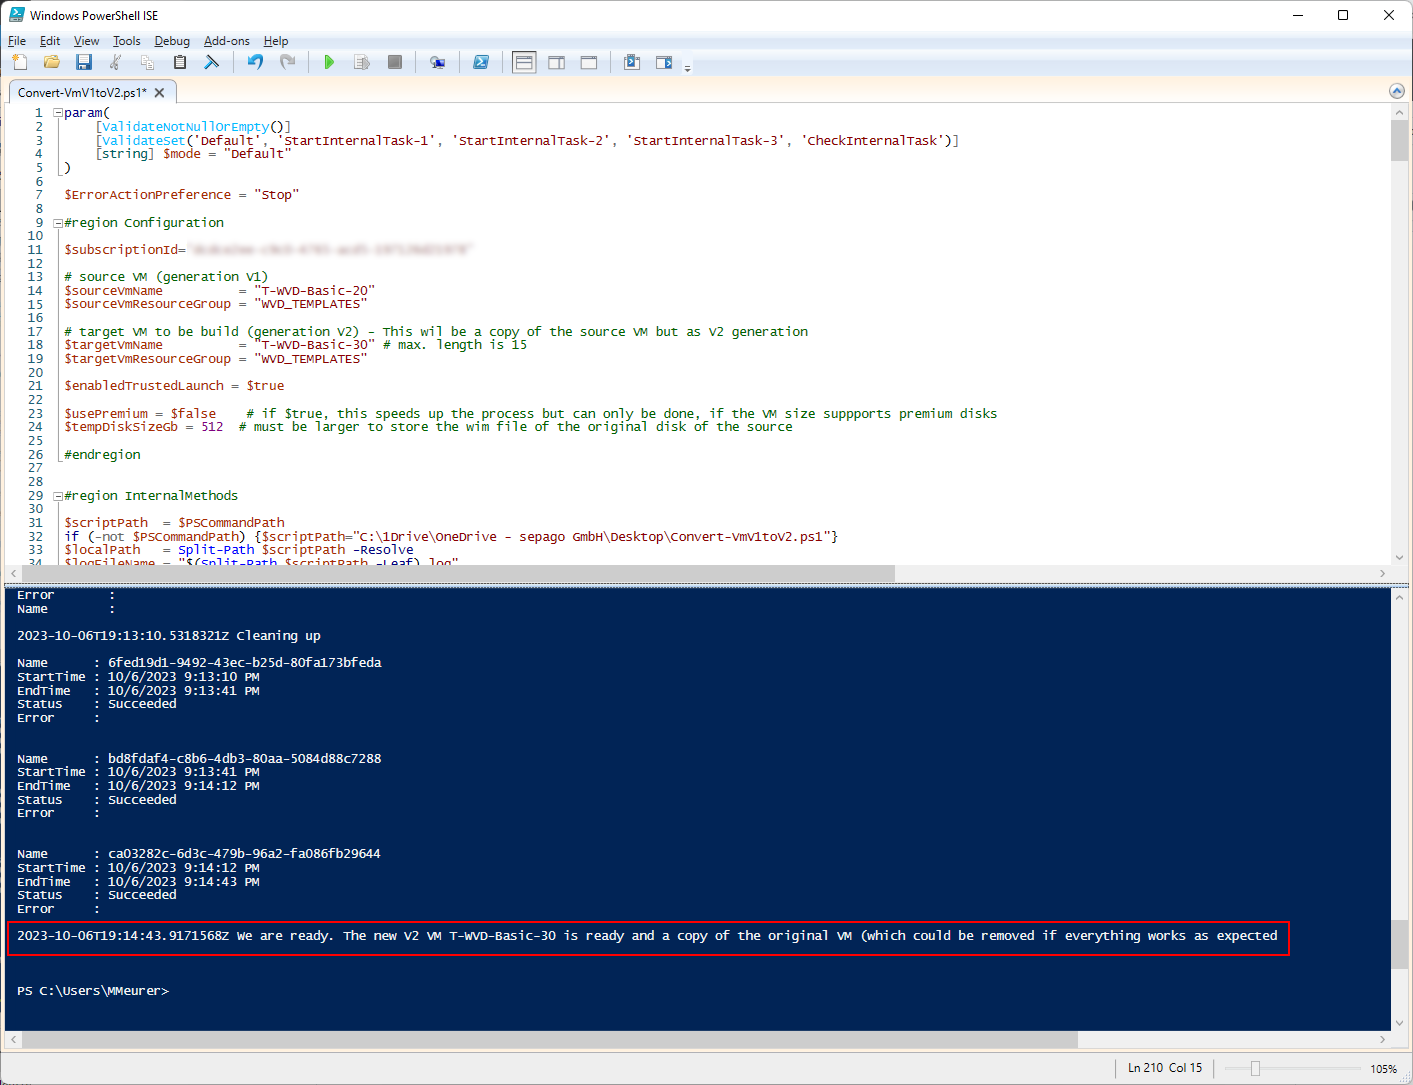 Windows PowerShell ISE
File Edit View Tools Debug Add-ons Help
Convert-VmV1toV2.ps1*
1 param(
2 [ValidateNotNullOrEmpty()]
3 [ValidateSet('Default', 'StartInternalTask-1', 'StartInternalTask-2', 'StartInternalTask-3', 'CheckInternalTask')]
4 [string] $mode = "Default"
5 )
6
7 $ErrorActionPreference = "Stop"
8
9 #region Configuration
10
11 $subscriptionId=
12
13 # source VM (generation V1)
14 $sourceVmName = "T-WVD-Basic-20"
15 $sourceVmResourceGroup = "WVD_TEMPLATES"
16
17 # target VM to be build (generation V2) - This wil be a copy of the source VM but as V2 generation
18 $targetVmName = "T-WVD-Basic-30" # max. length is 15
19 $targetVmResourceGroup = "WVD_TEMPLATES"
20
21 $enabledTrustedLaunch = $true
22
23 $usePremium = $false # if $true, this speeds up the process but can only be done, if the VM size suppports premium disks
24 $tempDiskSizeGb = 512 # must be larger to store the wim file of the original disk of the source
25
26 #endregion
27
28
29 #region InternalMethods
30
31 $scriptPath = $PSCommandPath
32 if (-not $PSCommandPath) {$scriptPath="C:\1Drive\OneDrive - sepago GmbH\Desktop\Convert-VmV1toV2.ps1"}
33 $localPath = Split-Path $scriptPath -Resolve
34 $logFileName = "$(Split-Path $scriptPath -Leaf).log"
Error :
Name :
2023-10-06T19:13:10.5318321Z Cleaning up
Name : 6fed19d1-9492-43ec-b25d-80fa173bfeda
StartTime : 10/6/2023 9:13:10 PM
EndTime : 10/6/2023 9:13:41 PM
Status : Succeeded
Error :
Name : bd8fdaf4-c8b6-4db3-80aa-5084d88c7288
StartTime : 10/6/2023 9:13:41 PM
EndTime : 10/6/2023 9:14:12 PM
Status : Succeeded
Error :
Name : ca03282c-6d3c-479b-96a2-fa086fb29644
StartTime : 10/6/2023 9:14:12 PM
EndTime : 10/6/2023 9:14:43 PM
Status : Succeeded
Error :
2023-10-06T19:14:43.9171568Z We are ready. The new V2 VM T-WVD-Basic-30 is ready and a copy of the original VM (which could be removed if everything works as expected
PS C:\Users\MMeurer>
Ln 210 Col 15 105%